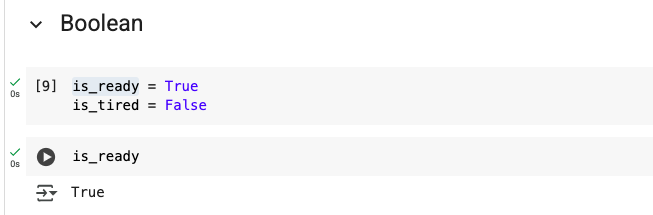 Boolean
[9] is_ready = True
is_tired = False
0s
is_ready
0s
True